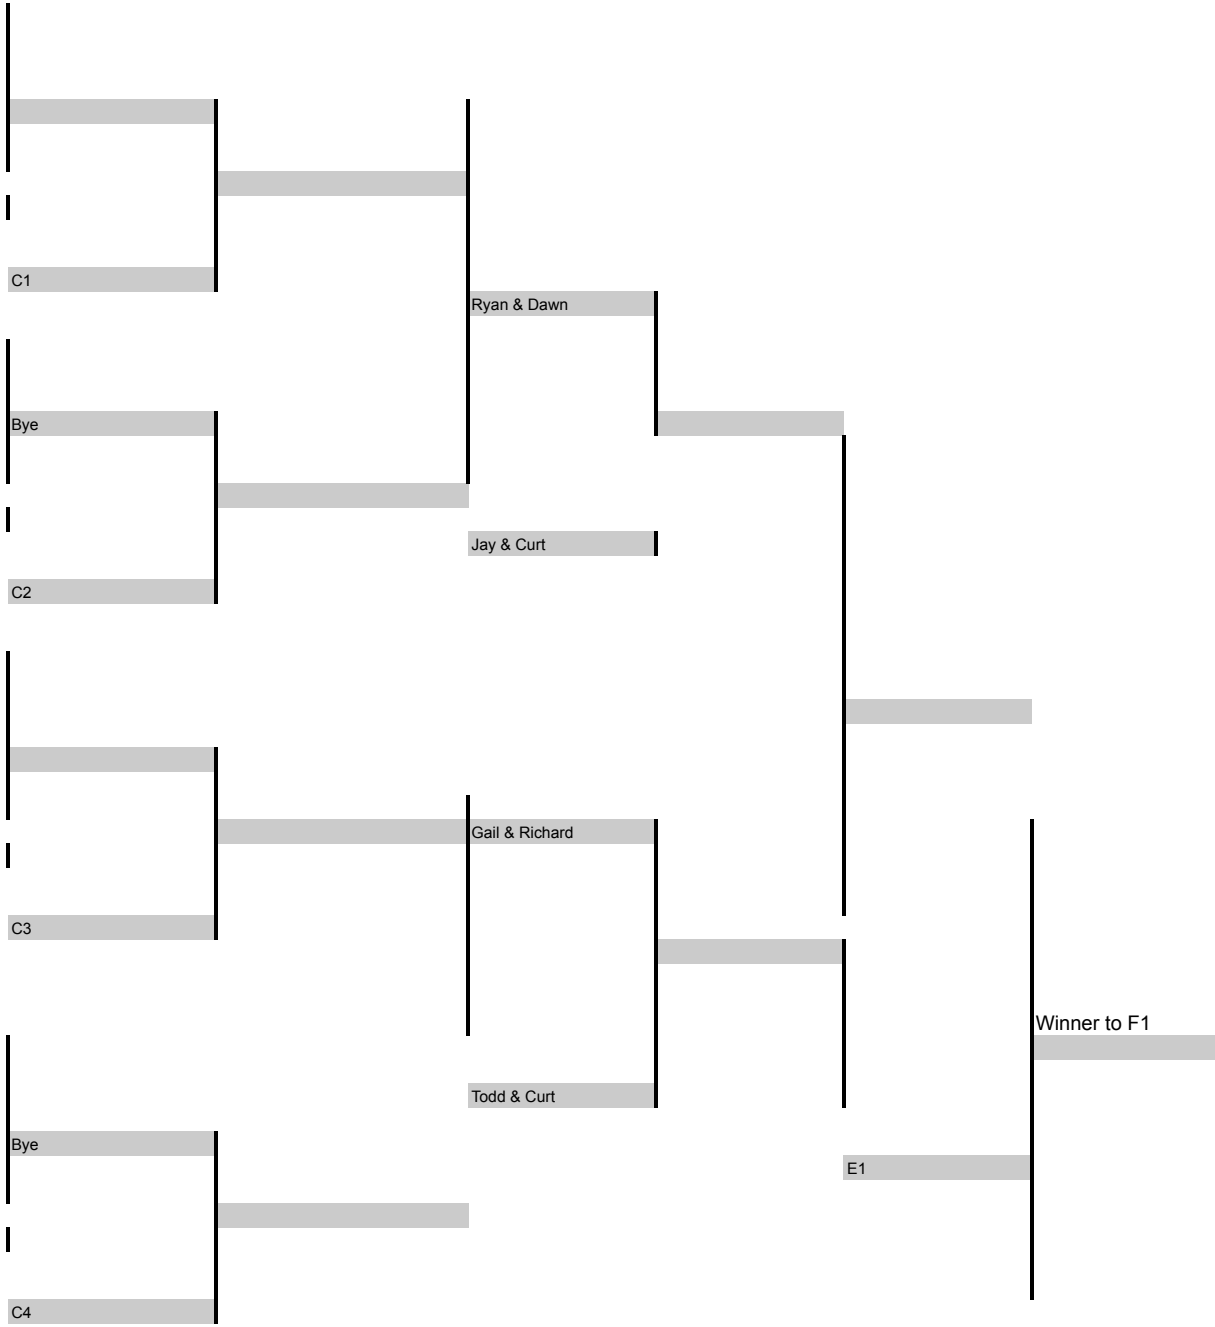 C1
Ryan & Dawn
Bye
Jay & Curt
C2
Gail & Richard
C3
Winner to F1
Todd & Curt
Bye
E1
C4